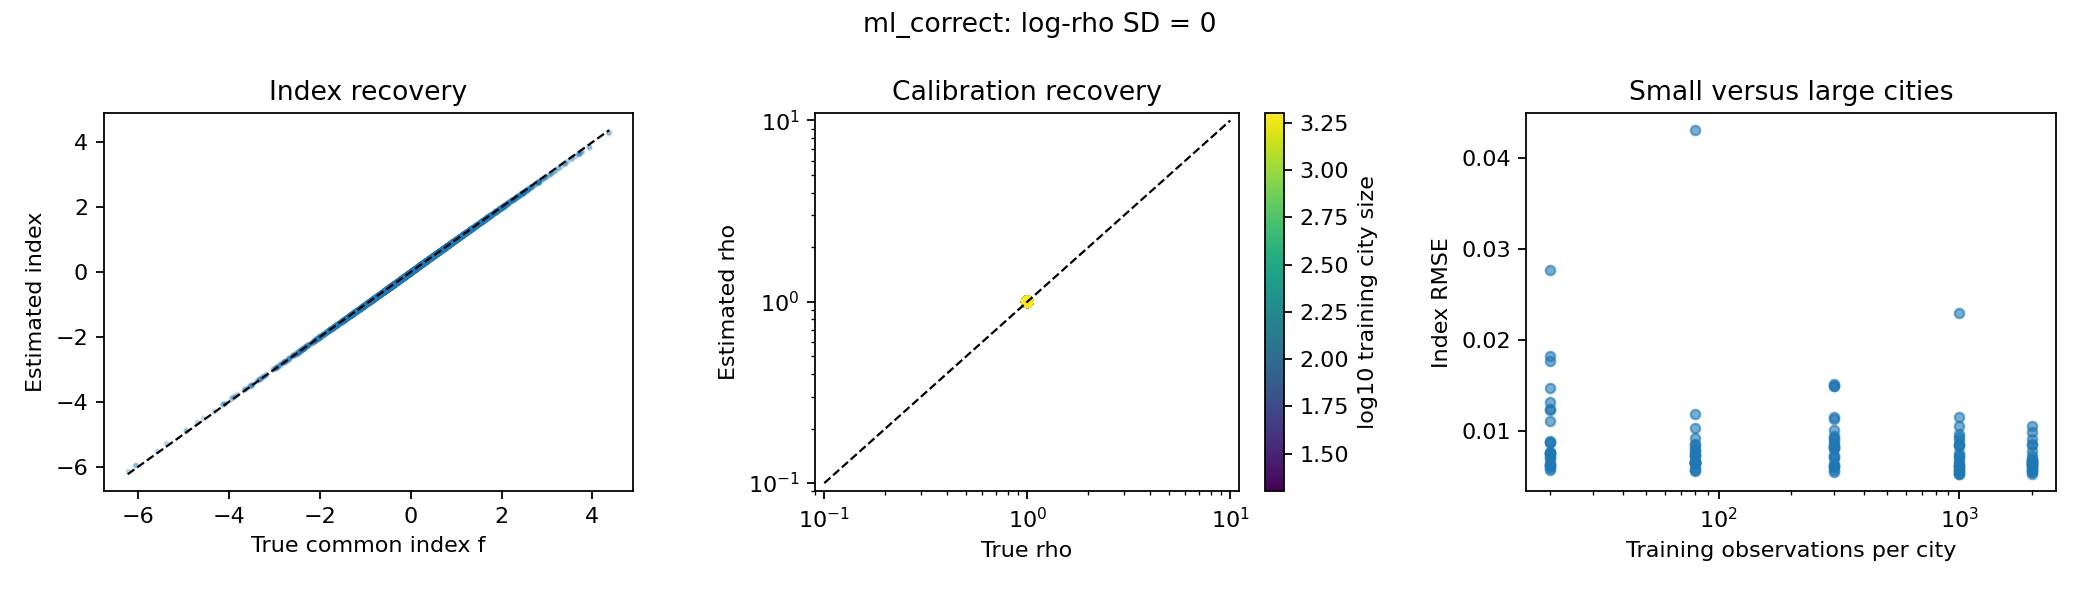 ml_correct: log-rho SD = 0
Index recovery
Estimated index
4
2
0
−2
−4
−6
−6
−4
−2
0
2
4
True common index f
Calibration recovery
Estimated rho
10¹
10⁰
10⁻¹
10⁻¹
10⁰
10¹
True rho
3.25
3.00
2.75
2.50
2.25
2.00
1.75
1.50
log10 training city size
Small versus large cities
Index RMSE
0.04
0.03
0.02
0.01
10²
10³
Training observations per city